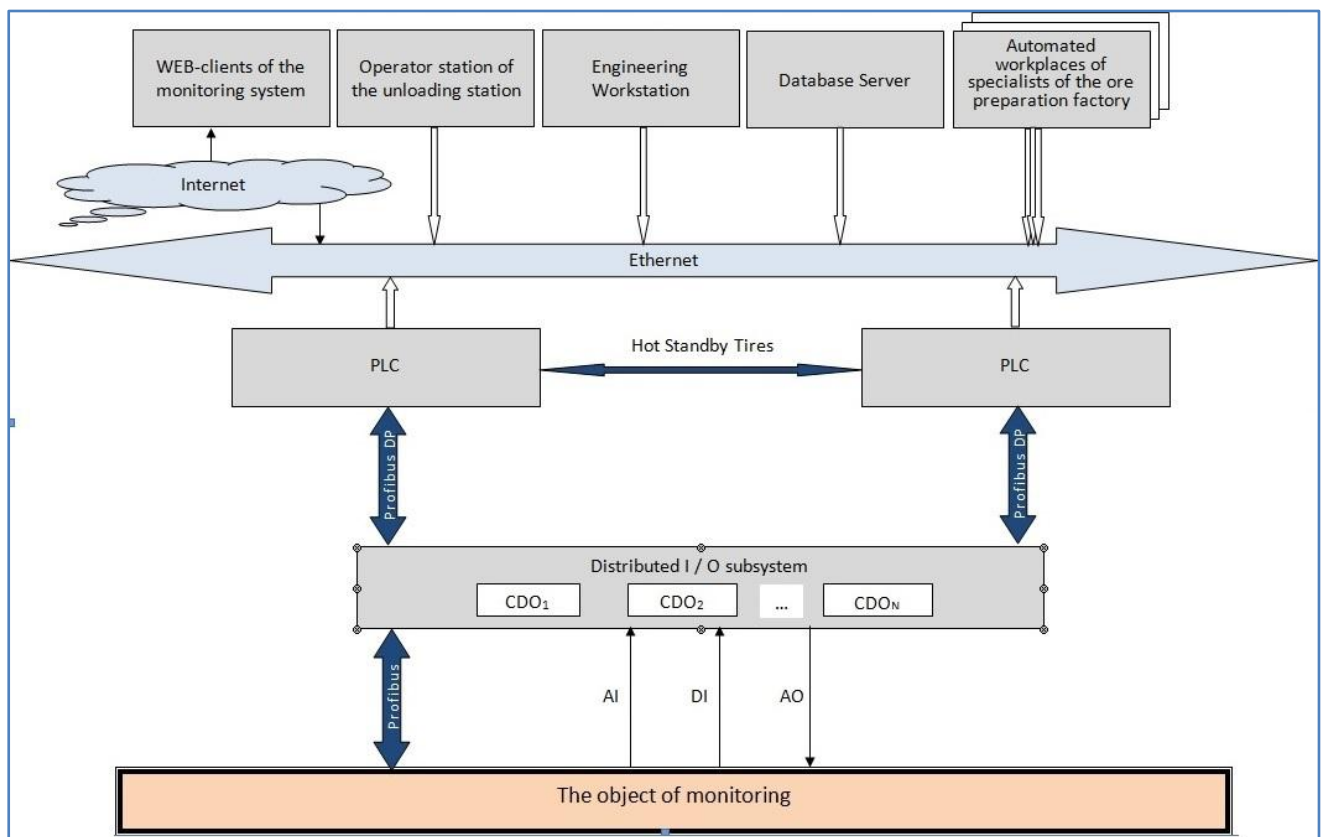 WEB-clients of the
monitoring system
Operator station of
the unloading station
Engineering
Workstation
Database Server
Automated
workplaces of
specialists of the ore
preparation factory
Internet
Ethernet
PLC
Hot Standby Tires
PLC
Profibus DP
Profibus DP
Distributed I / O subsystem
CDO₁
CDO₂
...
CDON
Profibus
AI
DI
AO
The object of monitoring